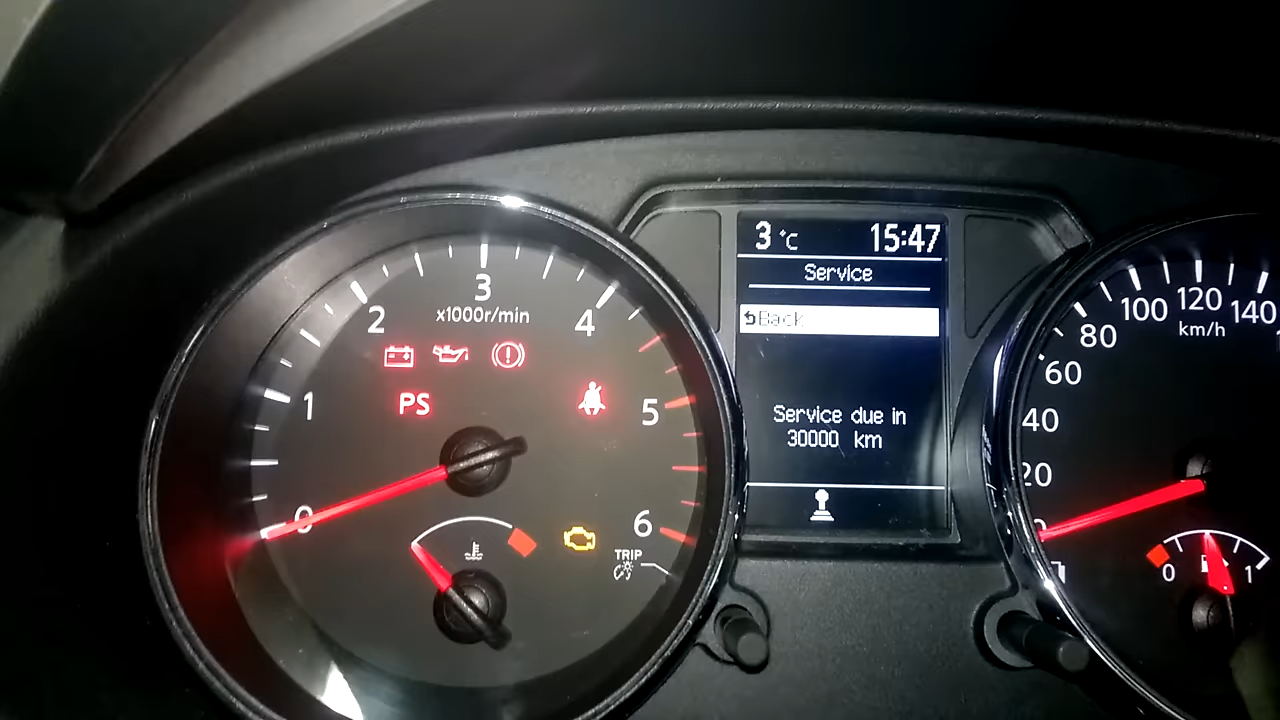 3 °C 15:47
Service
Back
Service due in
30000 km
0
1
2
3
4
5
6
x1000r/min
PS
TRIP
20
40
60
80
100
120
140
km/h
0
1